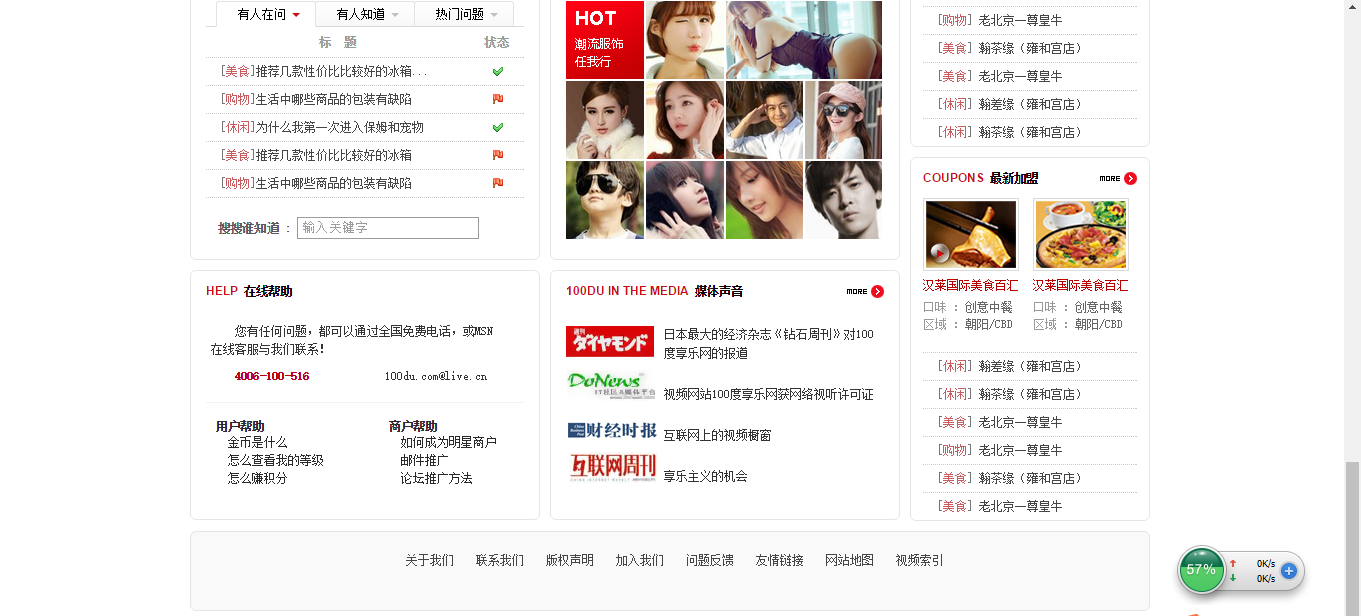 有人在问
有人知道
热门问题
标 题
状态
[美食]推荐几款性价比比较好的冰箱...
[购物]生活中哪些商品的包装有缺陷
[休闲]为什么我第一次进入保姆和宠物
[美食]推荐几款性价比比较好的冰箱
[购物]生活中哪些商品的包装有缺陷
搜搜谁知道 ：
输入关键字
HOT
潮流服饰
任我行
[购物] 老北京一尊皇牛
[美食] 翰茶缘（雍和宫店）
[美食] 老北京一尊皇牛
[休闲] 瀚差缘（雍和宫店）
[休闲] 瀚茶缘（雍和宫店）
COUPONS 最新加盟
MORE
汉莱国际美食百汇
口味 ：创意中餐
区域 ：朝阳/CBD
汉莱国际美食百汇
口味 ：创意中餐
区域 ：朝阳/CBD
[休闲] 瀚差缘（雍和宫店）
[休闲] 瀚茶缘（雍和宫店）
[美食] 老北京一尊皇牛
[购物] 老北京一尊皇牛
[美食] 瀚茶缘（雍和宫店）
[美食] 老北京一尊皇牛
HELP 在线帮助
您有任何问题，都可以通过全国免费电话，或MSN
在线客服与我们联系！
4006-100-516
100du.com@live.cn
用户帮助
金币是什么
怎么查看我的等级
怎么赚积分
商户帮助
如何成为明星商户
邮件推广
论坛推广方法
100DU IN THE MEDIA 媒体声音
MORE
週刊
ダイヤモンド
日本最大的经济杂志《钻石周刊》对100
度享乐网的报道
DoNews
IT社区&媒体平台
视频网站100度享乐网获网络视听许可证
China Business Post
财经时报
互联网上的视频橱窗
互联网周刊
CHINA INTERNET WEEKLY
享乐主义的机会
关于我们
联系我们
版权声明
加入我们
问题反馈
友情链接
网站地图
视频索引
57%
0K/s
0K/s